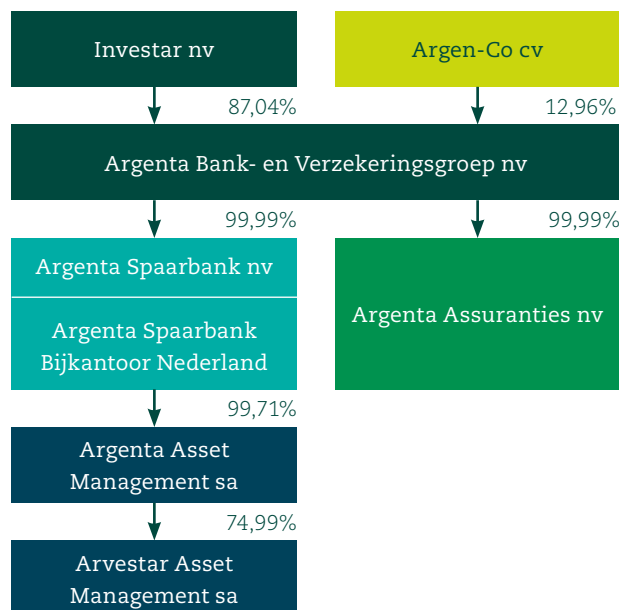 Investar nv
Argen-Co cv
87,04%
12,96%
Argenta Bank- en Verzekeringsgroep nv
99,99%
99,99%
Argenta Spaarbank nv
Argenta Spaarbank
Bijkantoor Nederland
Argenta Assuranties nv
99,71%
Argenta Asset
Management sa
74,99%
Arvestar Asset
Management sa